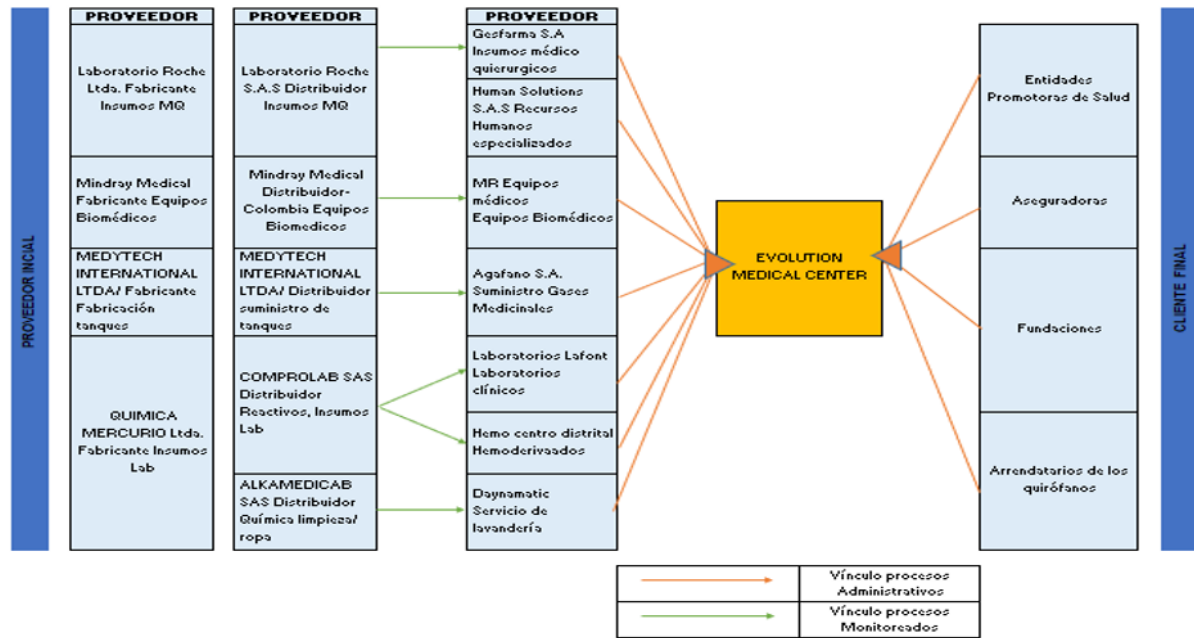 PROVEEDOR INCIAL
PROVEEDOR
Laboratorio Roche
Ltda. Fabricante
Insumos MQ
Mindray Medical
Fabricante Equipos
Biomédicos
MEDYTECH
INTERNATIONAL
LTDA/ Fabricante
Fabricación
tanques
QUIMICA
MERCURIO Ltda.
Fabricante Insumos
Lab
PROVEEDOR
Laboratorio Roche
S.A.S Distribuidor
Insumos MQ
Mindray Medical
Distribuidor-
Colombia Equipos
Biomedicos
MEDYTECH
INTERNATIONAL
LTDA/ Distribuidor
suministro de
tanques
COMPROLAB SAS
Distribuidor
Reactivos, Insumos
Lab
ALKAMEDICAB
SAS Distribuidor
Química limpieza/
ropa
PROVEEDOR
Gesfarma S.A
Insumos médico
quierurgicos
Human Solutions
S.A.S Recursos
Humanos
especializados
MR Equipos
médicos
Equipos Biomédicos
Agafano S.A.
Suministro Gases
Medicinales
Laboratorios Lafont
Laboratorios
clínicos
Hemo centro distrital
Hemoderivaados
Daynamatic
Servicio de
lavandería
EVOLUTION
MEDICAL CENTER
Entidades
Promotoras de Salud
Aseguradoras
Fundaciones
Arrendatarios de los
quirófanos
CLIENTE FINAL
Vínculo procesos
Administrativos
Vínculo procesos
Monitoreados